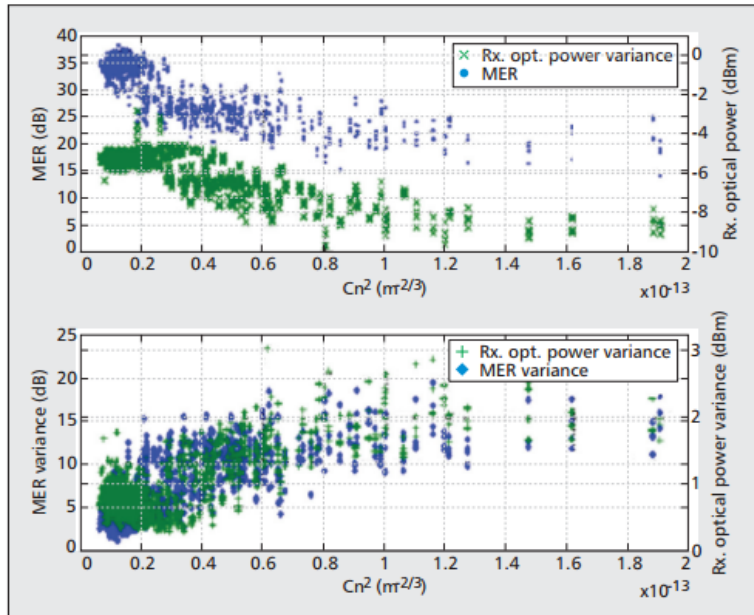 40
35
30
25
20
15
10
5
0
MER (dB)
Rx. opt. power variance
MER
0
-2
-4
-6
-8
-10
Rx. optical power (dBm)
0 0.2 0.4 0.6 0.8 1 1.2 1.4 1.6 1.8 2
Cn² (m⁻²/³)
x10⁻¹³
25
20
15
10
5
0
MER variance (dB)
Rx. opt. power variance
MER variance
3
2
1
0
Rx. optical power variance (dBm)
0 0.2 0.4 0.6 0.8 1 1.2 1.4 1.6 1.8 2
Cn² (m⁻²/³)
x10⁻¹³